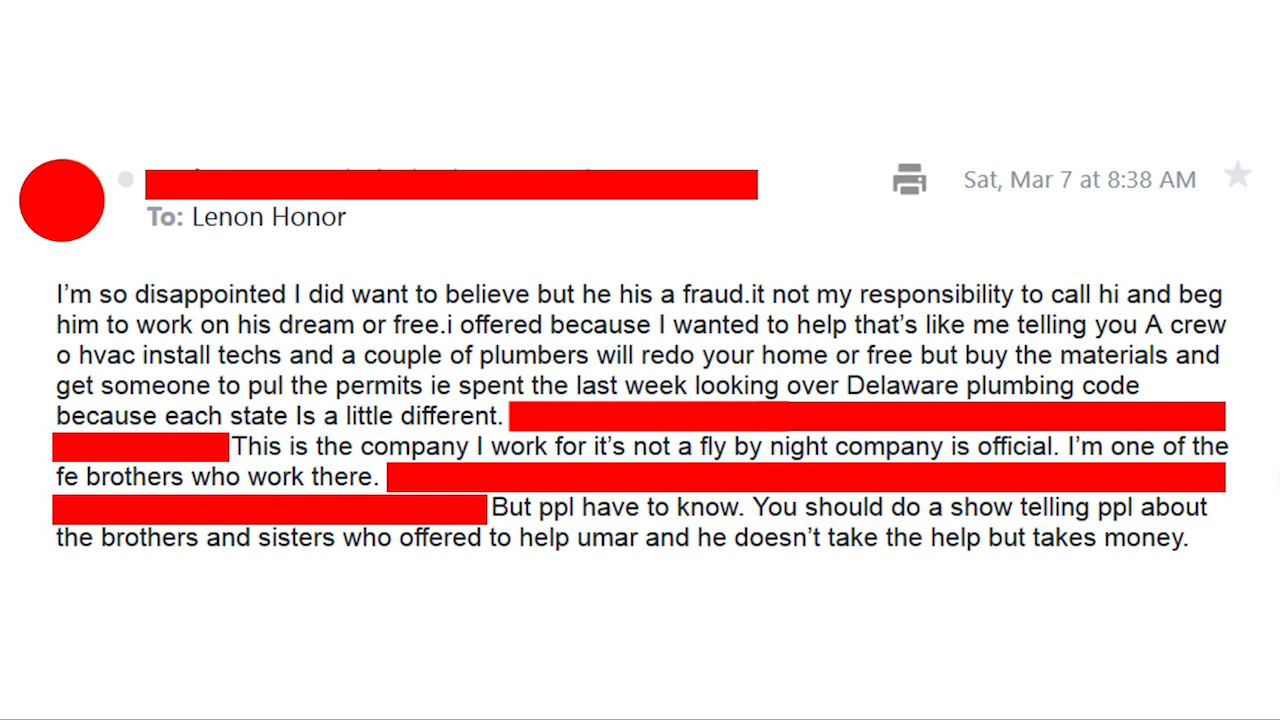 Sat, Mar 7 at 8:38 AM
To: Lenon Honor
I’m so disappointed I did want to believe but he his a fraud.it not my responsibility to call hi and beg
him to work on his dream or free.i offered because I wanted to help that’s like me telling you A crew
o hvac install techs and a couple of plumbers will redo your home or free but buy the materials and
get someone to pul the permits ie spent the last week looking over Delaware plumbing code
because each state Is a little different.
This is the company I work for it’s not a fly by night company is official. I’m one of the
fe brothers who work there.
But ppl have to know. You should do a show telling ppl about
the brothers and sisters who offered to help umar and he doesn’t take the help but takes money.